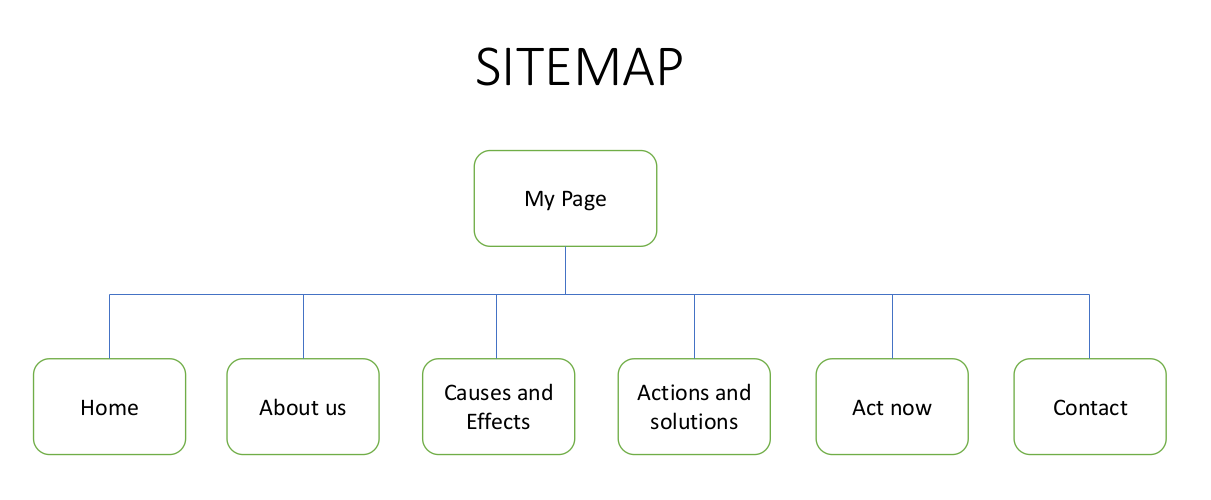 SITEMAP
My Page
Home
About us
Causes and
Effects
Actions and
solutions
Act now
Contact